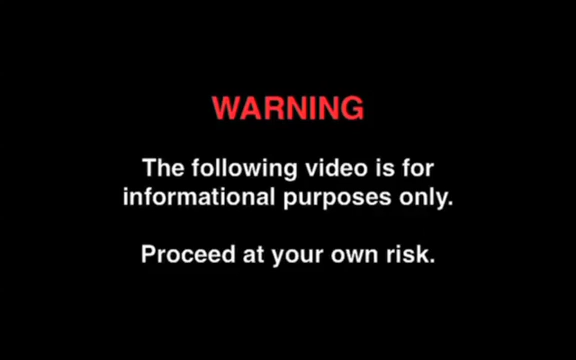 WARNING
The following video is for
informational purposes only.
Proceed at your own risk.